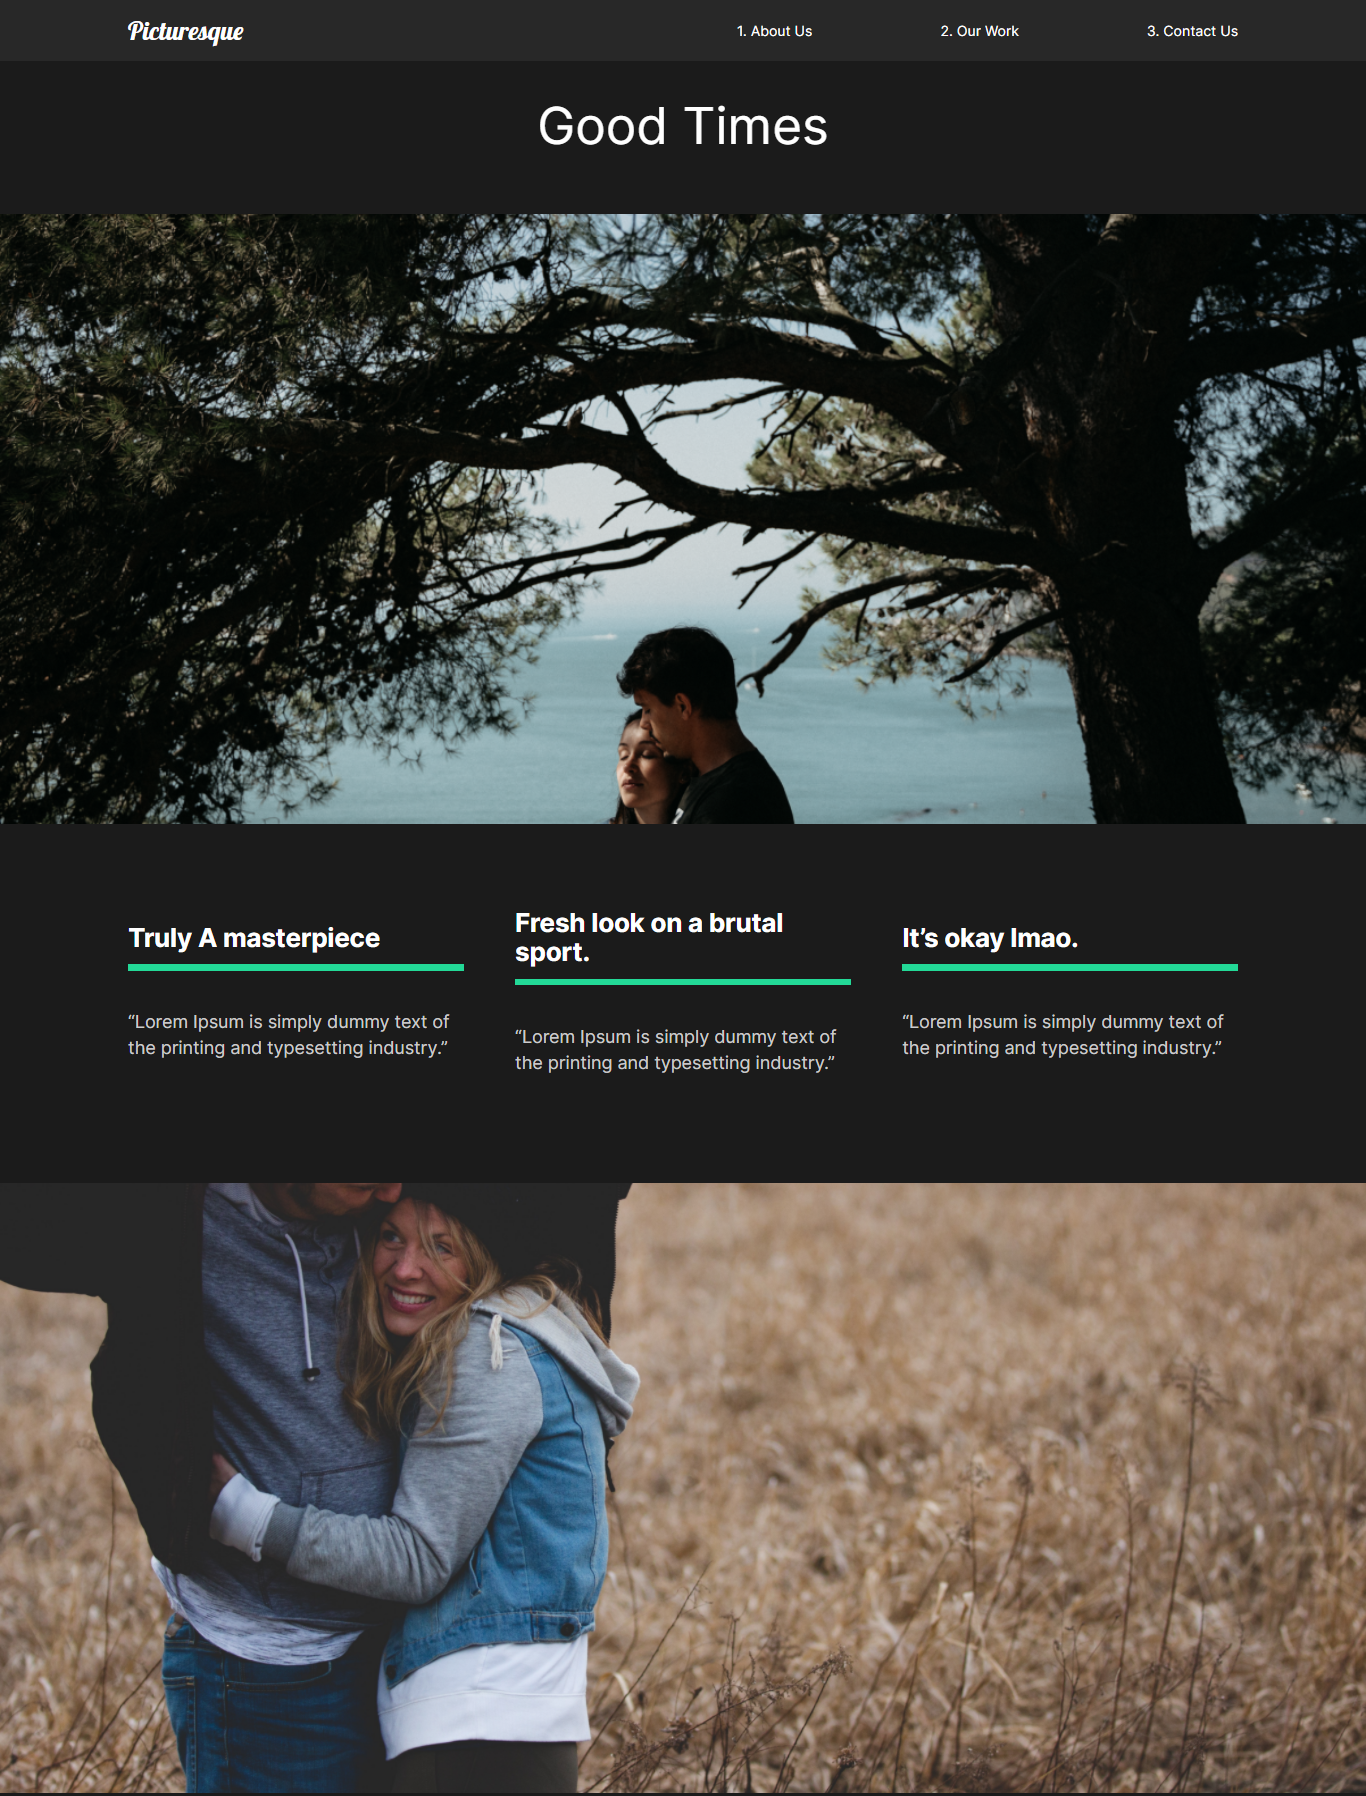 Picturesque
1. About Us
2. Our Work
3. Contact Us
Good Times
Truly A masterpiece
“Lorem Ipsum is simply dummy text of
the printing and typesetting industry.”
Fresh look on a brutal
sport.
“Lorem Ipsum is simply dummy text of
the printing and typesetting industry.”
It’s okay lmao.
“Lorem Ipsum is simply dummy text of
the printing and typesetting industry.”